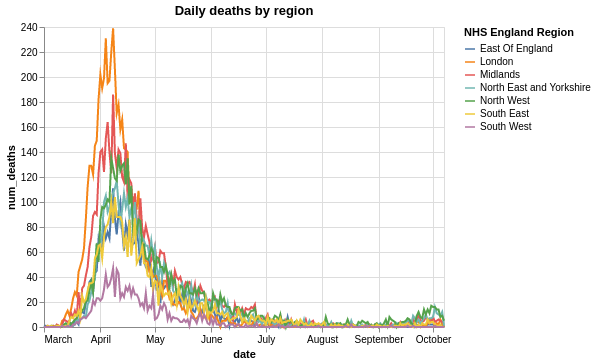 Daily deaths by region
240
220
200
180
160
140
120
100
80
60
40
20
0
num_deaths
March April May June July August September October
date
NHS England Region
East Of England
London
Midlands
North East and Yorkshire
North West
South East
South West